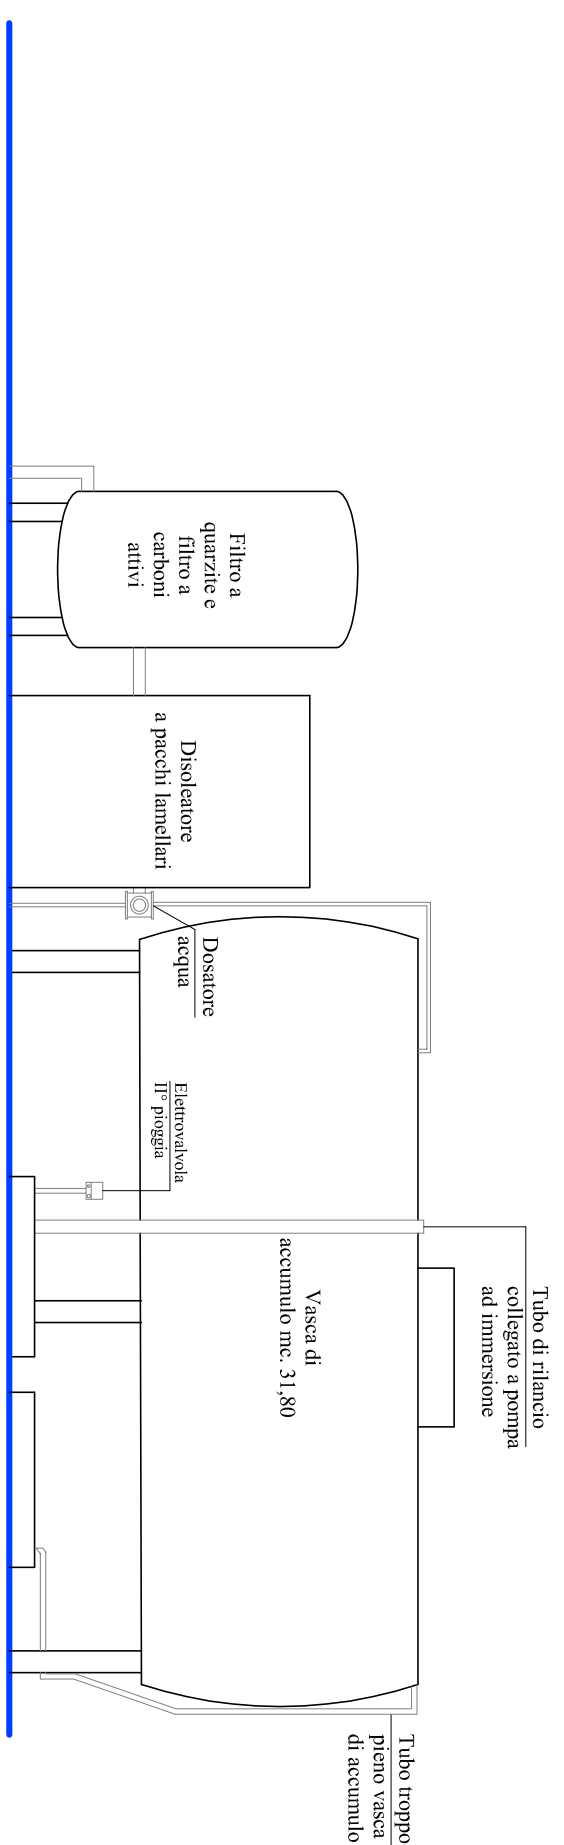 Filtro a
quarzite e
filtro a
carboni
attivi
Disoleatore
a pacchi lamellari
Dosatore
acqua
Elettrovalvola
II° pioggia
Vasca di
accumulo mc. 31,80
Tubo di rilancio
collegato a pompa
ad immersione
Tubo troppo
pieno vasca
di accumulo